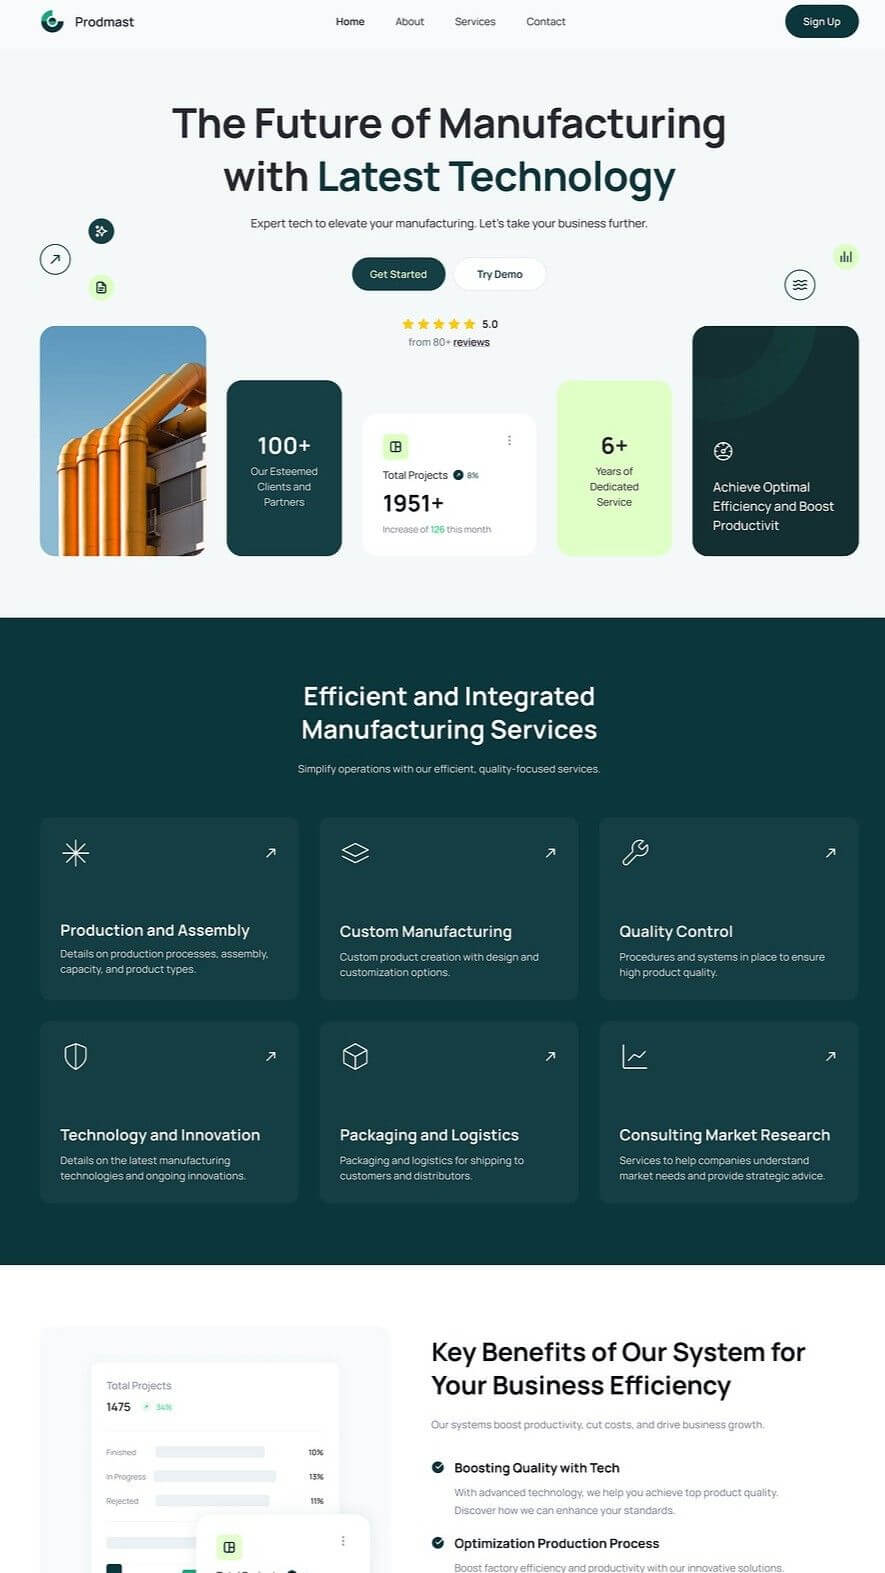 Prodmast
Home
About
Services
Contact
Sign Up
The Future of Manufacturing
with Latest Technology
Expert tech to elevate your manufacturing. Let's take your business further.
Get Started
Try Demo
5.0
from 80+ reviews
100+
Our Esteemed
Clients and
Partners
Total Projects 8%
1951+
Increase of 126 this month
6+
Years of
Dedicated
Service
Achieve Optimal
Efficiency and Boost
Productivit
Efficient and Integrated
Manufacturing Services
Simplify operations with our efficient, quality-focused services.
Production and Assembly
Details on production processes, assembly,
capacity, and product types.
Custom Manufacturing
Custom product creation with design and
customization options.
Quality Control
Procedures and systems in place to ensure
high product quality.
Technology and Innovation
Details on the latest manufacturing
technologies and ongoing innovations.
Packaging and Logistics
Packaging and logistics for shipping to
customers and distributors.
Consulting Market Research
Services to help companies understand
market needs and provide strategic advice.
Total Projects
1475 34%
Finished 10%
In Progress 13%
Rejected 11%
Key Benefits of Our System for
Your Business Efficiency
Our systems boost productivity, cut costs, and drive business growth.
Boosting Quality with Tech
With advanced technology, we help you achieve top product quality.
Discover how we can enhance your standards.
Optimization Production Process
Boost factory efficiency and productivity with our innovative solutions.